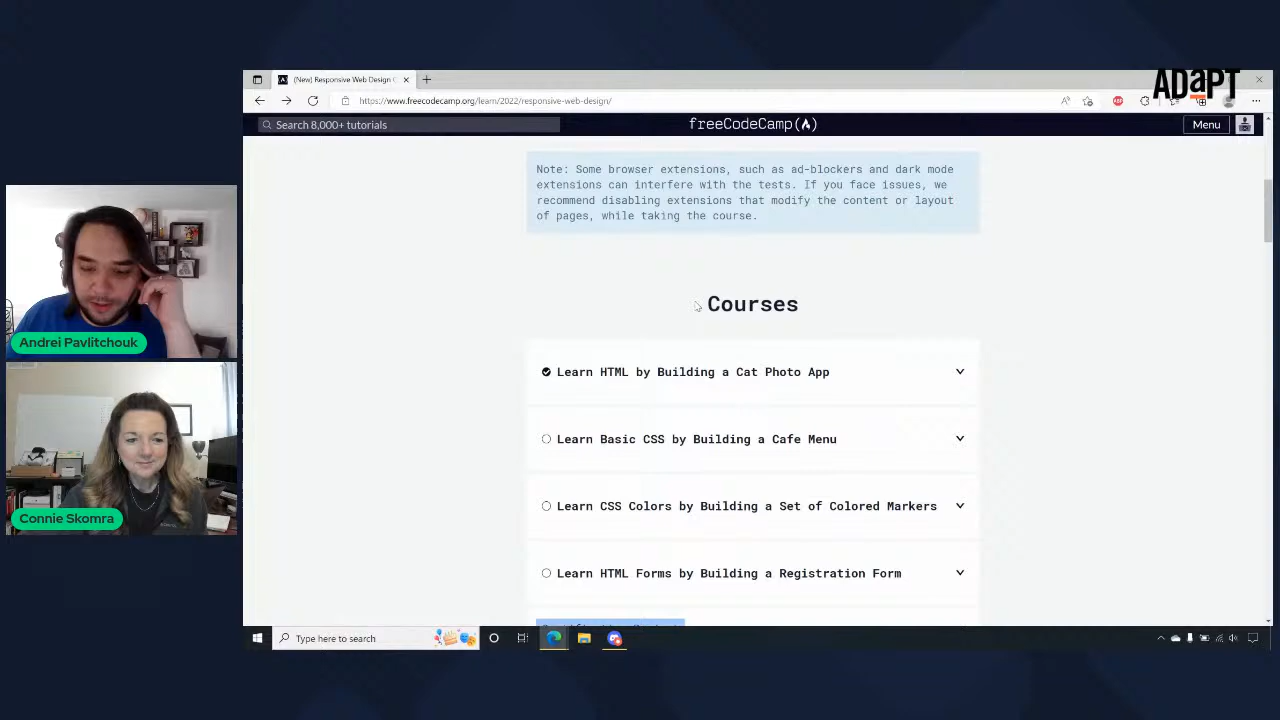 ADaPT
(New) Responsive Web Design
https://www.freecodecamp.org/learn/2022/responsive-web-design/
Search 8,000+ tutorials
freeCodeCamp
Menu
Note: Some browser extensions, such as ad-blockers and dark mode
extensions can interfere with the tests. If you face issues, we
recommend disabling extensions that modify the content or layout
of pages, while taking the course.
Courses
Learn HTML by Building a Cat Photo App
Learn Basic CSS by Building a Cafe Menu
Learn CSS Colors by Building a Set of Colored Markers
Learn HTML Forms by Building a Registration Form
Type here to search
Andrei Pavlitchouk
Connie Skomra